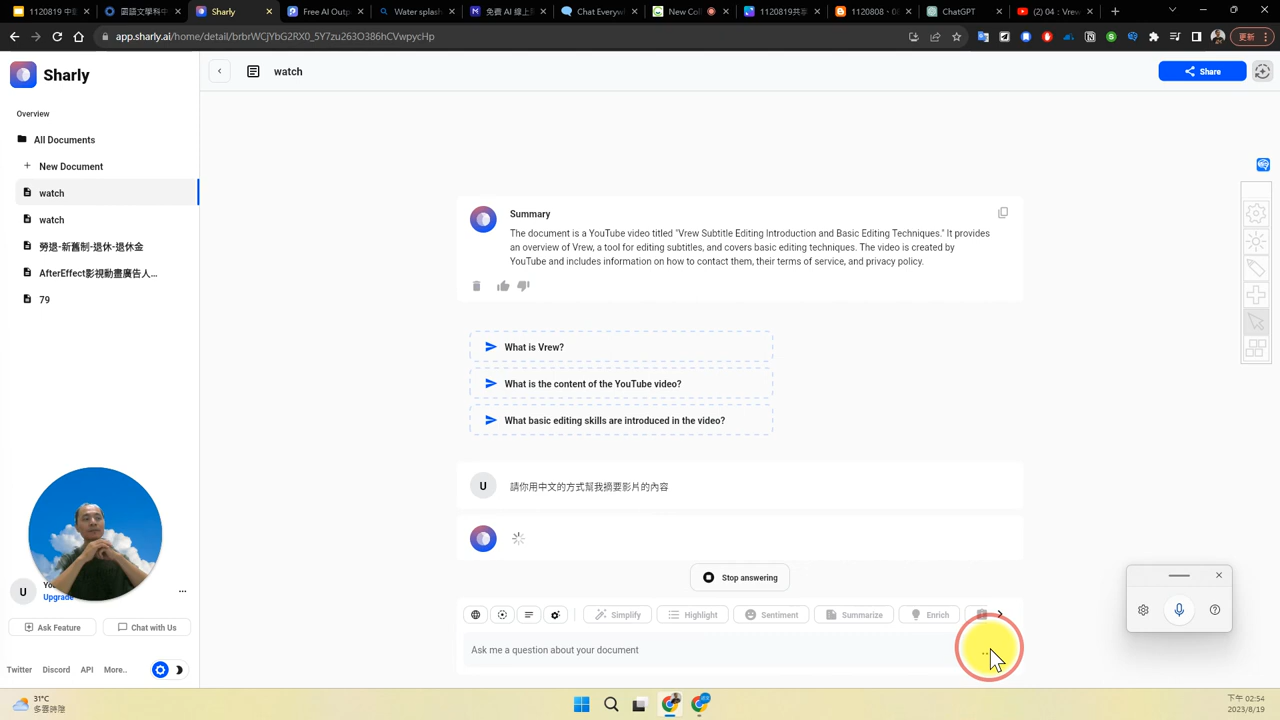 1120819 中
國語文學科中
Sharly
Free AI Outp
Water splash
免費 AI 線上
Chat Everywh
New Col
1120819共
1120808、
ChatGPT
(2) 04：Vrew
app.sharly.ai/home/detail/brbrWCJYbG2RX0_5Y7zu263O386hCVwpycHp
更新
Sharly
watch
Share
Overview
All Documents
New Document
watch
watch
勞退-新舊制-退休-退休金
AfterEffect影視動畫廣告人...
79
Summary
The document is a YouTube video titled "Vrew Subtitle Editing Introduction and Basic Editing Techniques." It provides
an overview of Vrew, a tool for editing subtitles, and covers basic editing techniques. The video is created by
YouTube and includes information on how to contact them, their terms of service, and privacy policy.
What is Vrew?
What is the content of the YouTube video?
What basic editing skills are introduced in the video?
U
請你用中文的方式幫我摘要影片的內容
Stop answering
U
Upgrade
...
Simplify
Highlight
Sentiment
Summarize
Enrich
Ask Feature
Chat with Us
Ask me a question about your document
Twitter
Discord
API
More..
31°C
多雲時陰
下午 02:54
2023/8/19